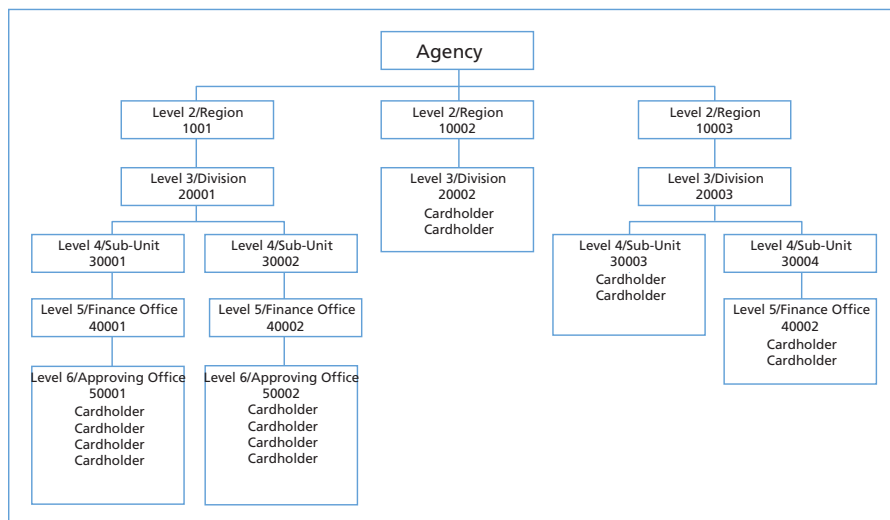 Agency
Level 2/Region
1001
Level 2/Region
10002
Level 2/Region
10003
Level 3/Division
20001
Level 3/Division
20002
Cardholder
Cardholder
Level 3/Division
20003
Level 4/Sub-Unit
30001
Level 4/Sub-Unit
30002
Level 4/Sub-Unit
30003
Cardholder
Cardholder
Level 4/Sub-Unit
30004
Level 5/Finance Office
40001
Level 5/Finance Office
40002
Level 5/Finance Office
40002
Cardholder
Cardholder
Level 6/Approving Office
50001
Cardholder
Cardholder
Cardholder
Cardholder
Level 6/Approving Office
50002
Cardholder
Cardholder
Cardholder
Cardholder